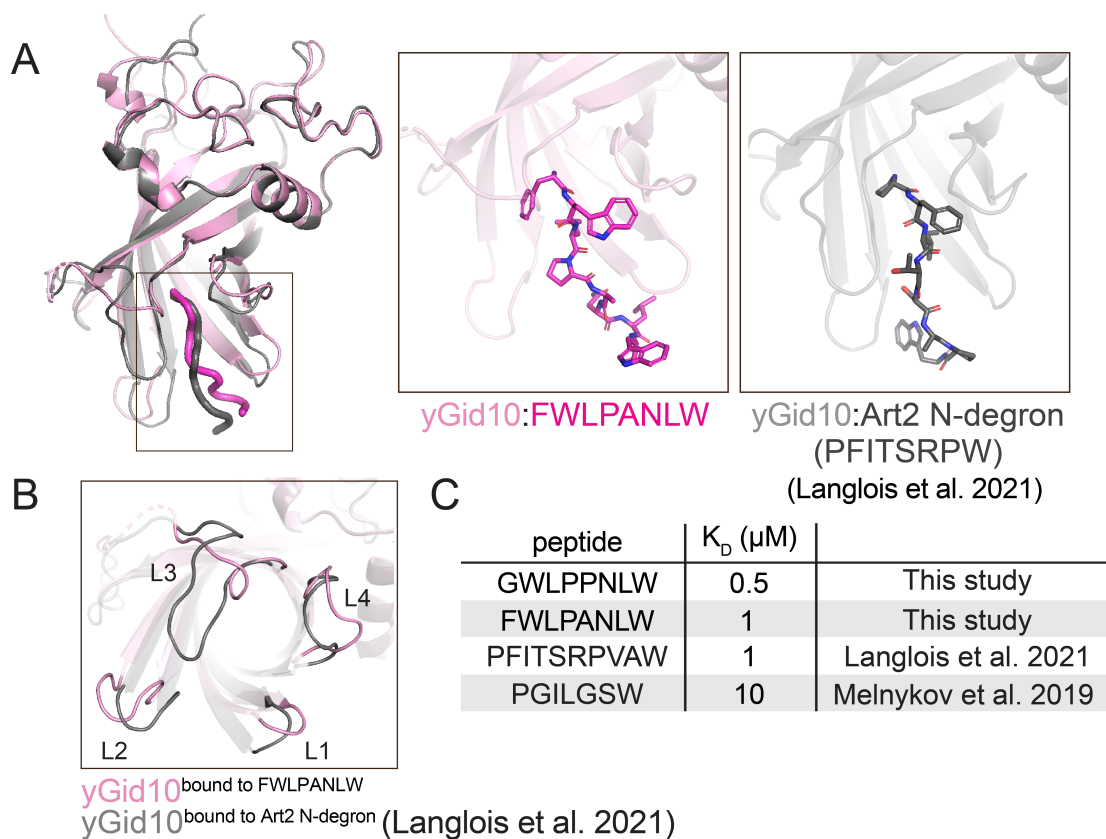 A
yGid10:FWLPANLW
yGid10:Art2 N-degron
(PFITSRPW)
(Langlois et al. 2021)
B
L3
L4
L2
L1
yGid10bound to FWLPANLW
yGid10bound to Art2 N-degron (Langlois et al. 2021)
C
peptide KD (µM)
GWLPPNLW 0.5 This study
FWLPANLW 1 This study
PFITSRPVAW 1 Langlois et al. 2021
PGILGSW 10 Melnykov et al. 2019